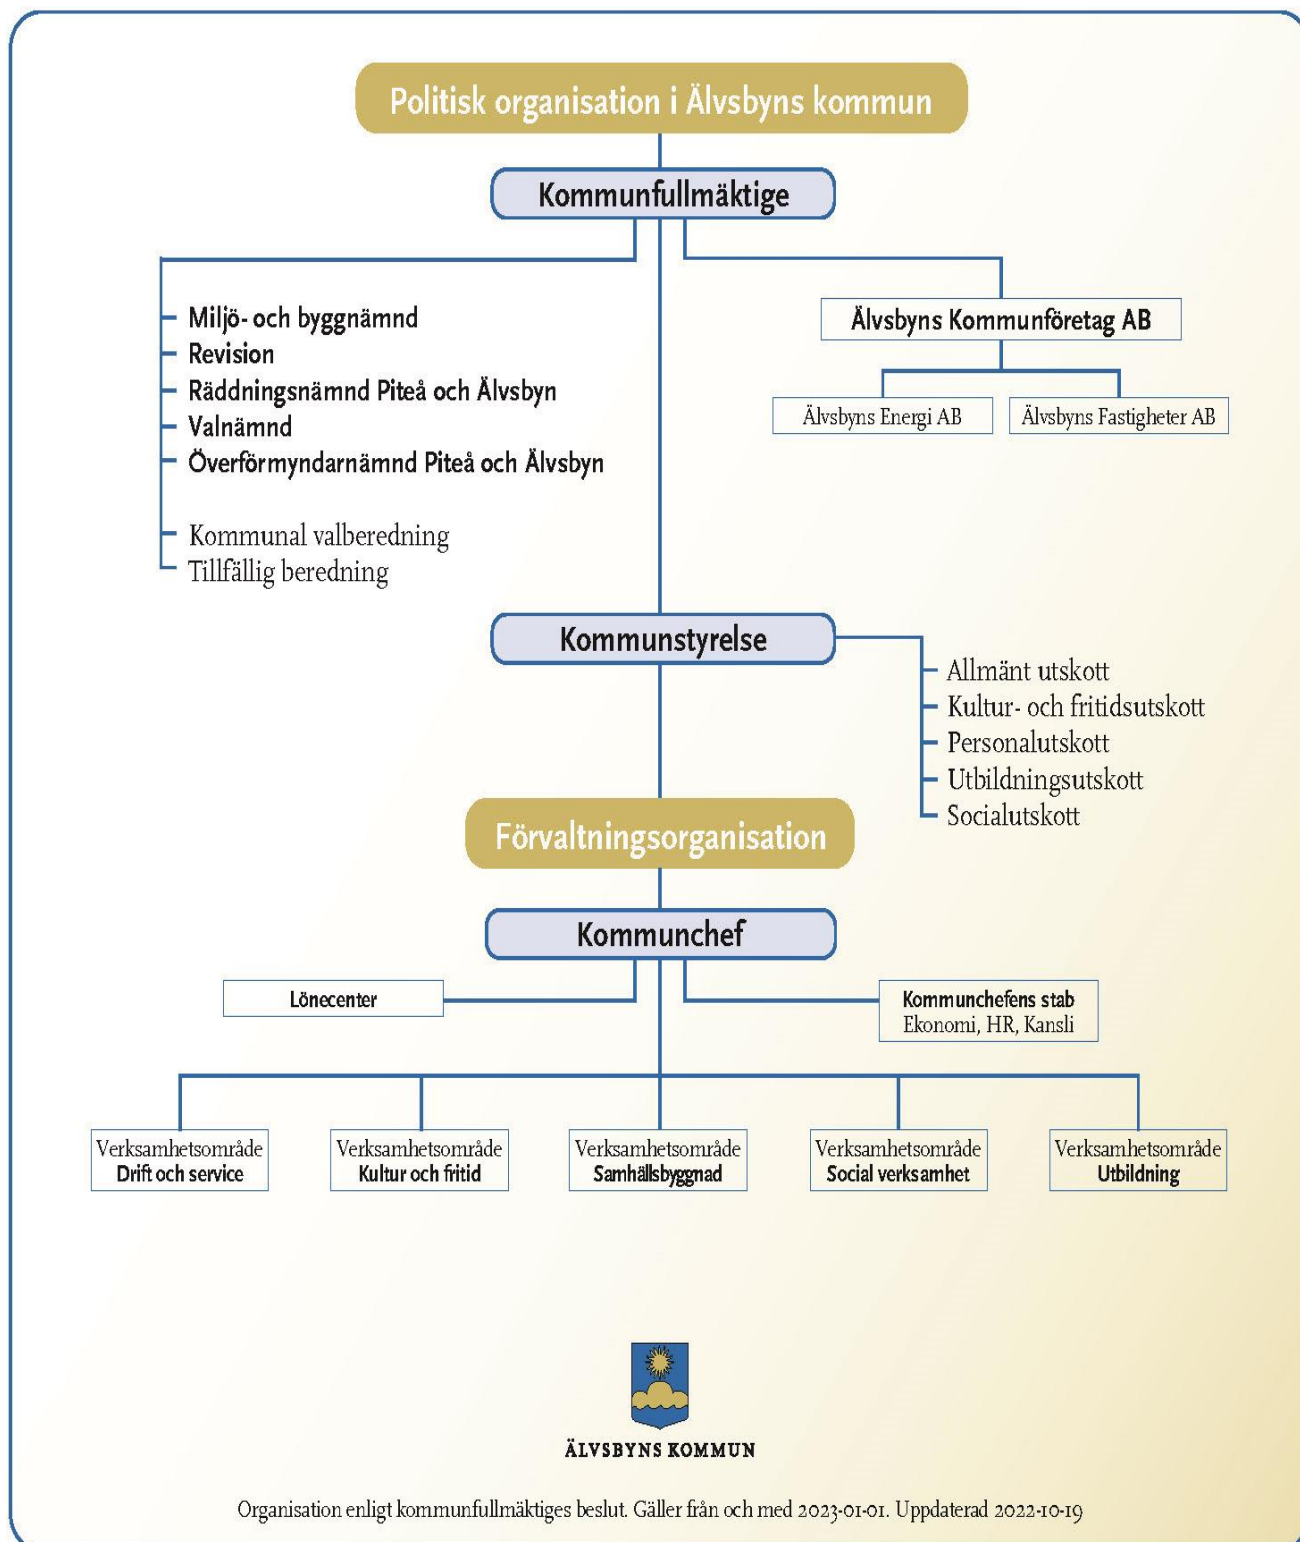 Politisk organisation i Älvsbyns kommun
Kommunfullmäktige
Miljö- och byggnämnd
Revision
Räddningsnämnd Piteå och Älvsbyn
Valnämnd
Överförmyndarnämnd Piteå och Älvsbyn
Kommunal valberedning
Tillfällig beredning
Älvsbyns Kommunföretag AB
Älvsbyns Energi AB
Älvsbyns Fastigheter AB
Kommunstyrelse
Allmänt utskott
Kultur- och fritidsutskott
Personalutskott
Utbildningsutskott
Socialutskott
Förvaltningsorganisation
Kommunchef
Lönecenter
Kommunchefens stab
Ekonomi, HR, Kansli
Verksamhetsområde
Drift och service
Verksamhetsområde
Kultur och fritid
Verksamhetsområde
Samhällsbyggnad
Verksamhetsområde
Social verksamhet
Verksamhetsområde
Utbildning
ÄLVSBYNS KOMMUN
Organisation enligt kommunfullmäktiges beslut. Gäller från och med 2023-01-01. Uppdaterad 2022-10-19